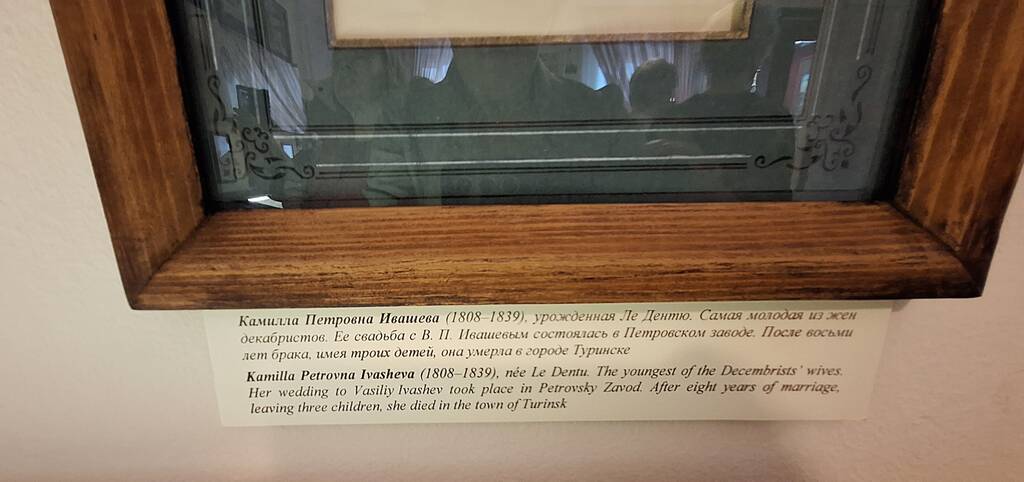 Камилла Петровна Ивашева (1808–1839), урожденная Ле Дентю. Самая молодая из жен
декабристов. Ее свадьба с В. П. Ивашевым состоялась в Петровском заводе. После восьми
лет брака, имея троих детей, она умерла в городе Туринске
Kamilla Petrovna Ivasheva (1808–1839), née Le Dentu. The youngest of the Decembrists' wives.
Her wedding to Vasiliy Ivashev took place in Petrovsky Zavod. After eight years of marriage,
leaving three children, she died in the town of Turinsk